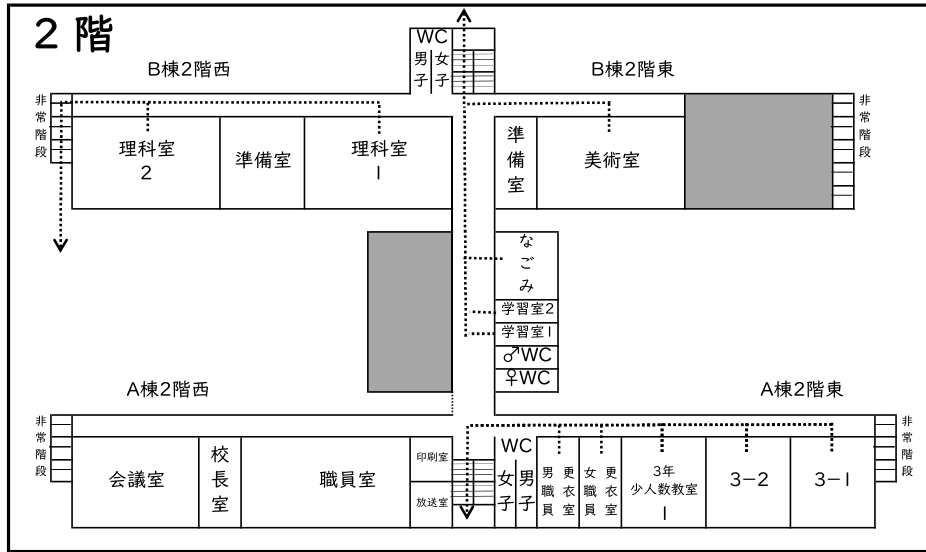 2 階
WC
男子
女子
B棟2階西
B棟2階東
非常階段
理科室
2
準備室
理科室
1
準備室
美術室
非常階段
なごみ
学習室2
学習室1
♂WC
♀WC
A棟2階西
A棟2階東
非常階段
会議室
校長室
職員室
印刷室
放送室
WC
女子
男子
男職員
更衣室
女職員
更衣室
3年
少人数教室
1
3-2
3-1
非常階段